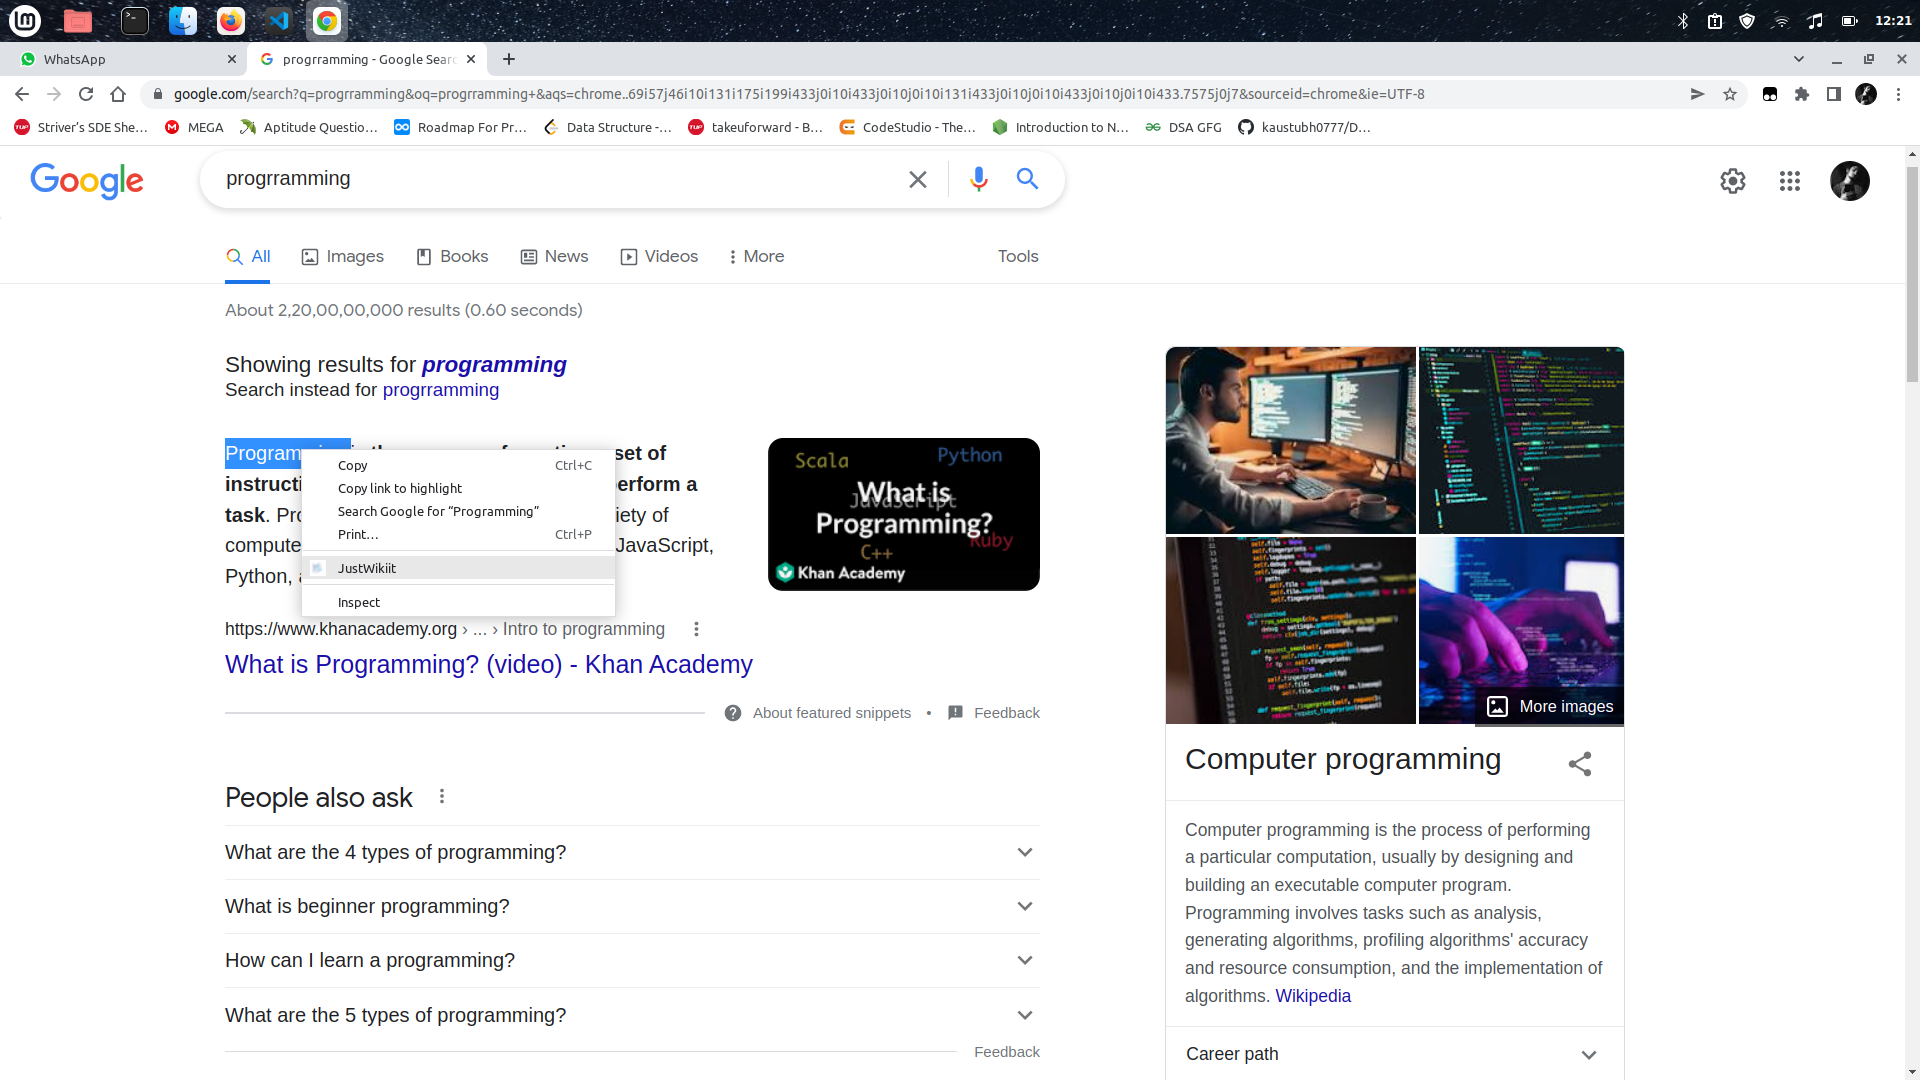 12:21
WhatsApp
progrramming - Google Searc
google.com/search?q=progrramming&oq=progrramming+&aqs=chrome..69i57j46i10i131i175i199i433j0i10i433j0i10j0i10i131i433j0i10j0i10i433j0i10j0i10i433.7575j0j7&sourceid=chrome&ie=UTF-8
Striver's SDE She...
MEGA
Aptitude Questio...
Roadmap For Pr...
Data Structure -...
takeuforward - B...
CodeStudio - The...
Introduction to N...
DSA GFG
kaustubh0777/D...
Google
progrramming
All
Images
Books
News
Videos
More
Tools
About 2,20,00,00,000 results (0.60 seconds)
Showing results for programming
Search instead for progrramming
set of
instructi
erform a
task. Pro
iety of
compute
JavaScript,
Python,
Copy Ctrl+C
Copy link to highlight
Search Google for “Programming”
Print... Ctrl+P
JustWikiit
Inspect
Scala
Python
What is
JavaScript
Programming?
Ruby
C++
Khan Academy
https://www.khanacademy.org › ... › Intro to programming
What is Programming? (video) - Khan Academy
About featured snippets • Feedback
People also ask
What are the 4 types of programming?
What is beginner programming?
How can I learn a programming?
What are the 5 types of programming?
Feedback
More images
Computer programming
Computer programming is the process of performing
a particular computation, usually by designing and
building an executable computer program.
Programming involves tasks such as analysis,
generating algorithms, profiling algorithms' accuracy
and resource consumption, and the implementation of
algorithms. Wikipedia
Career path